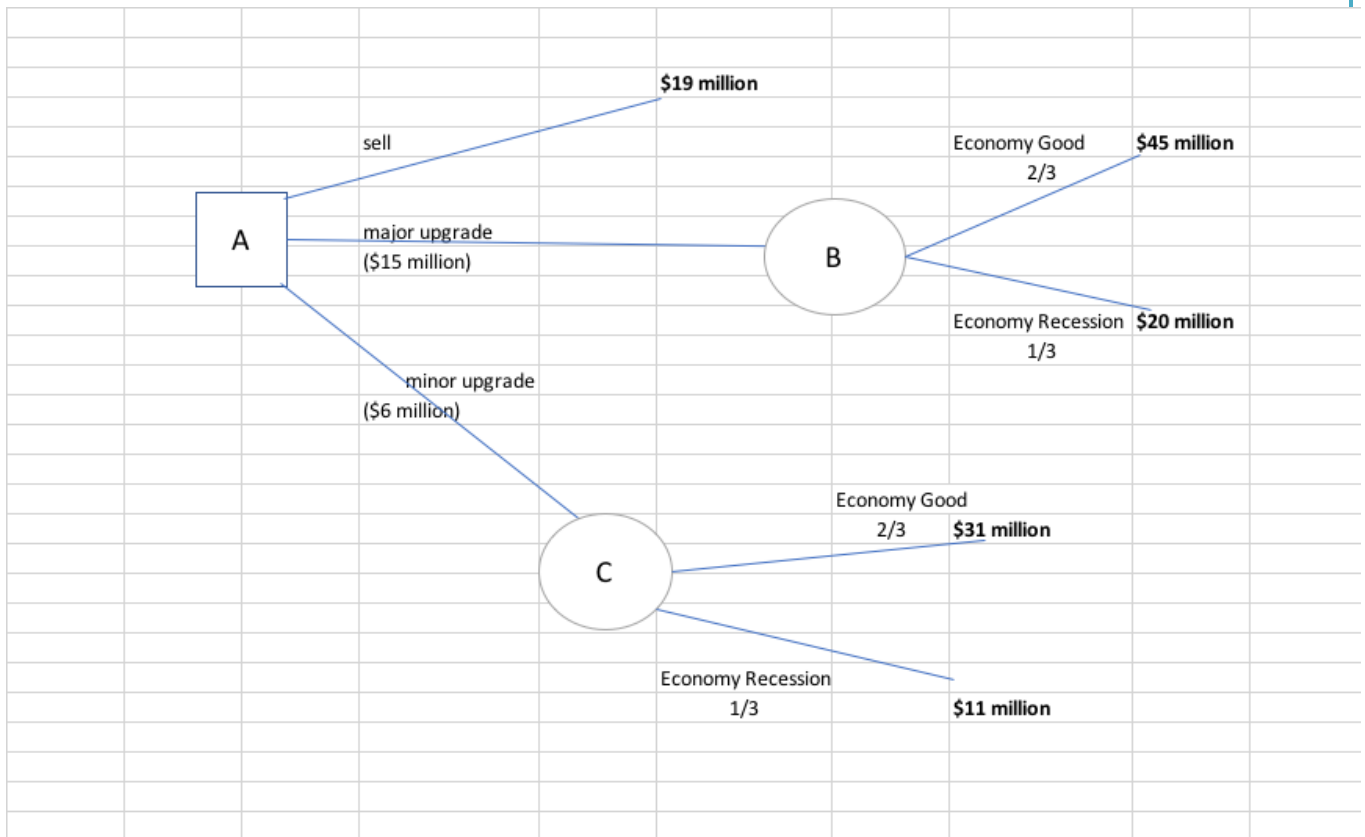 $19 million
sell
Economy Good
$45 million
2/3
A
major upgrade
($15 million)
B
Economy Recession
$20 million
1/3
minor upgrade
($6 million)
Economy Good
2/3
$31 million
C
Economy Recession
1/3
$11 million